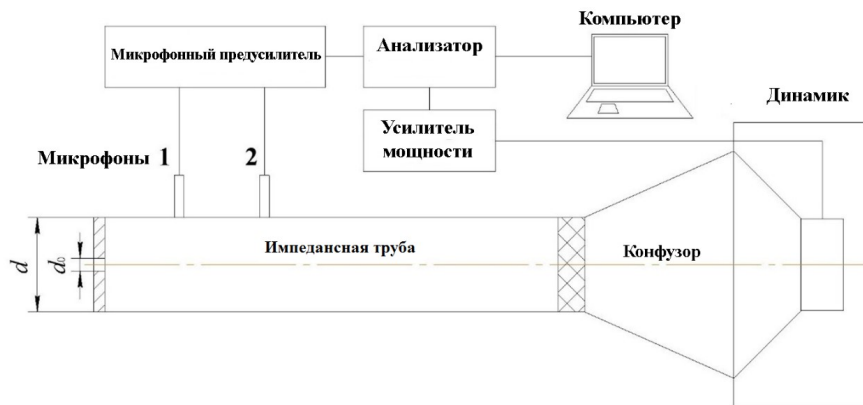 Компьютер
Микрофонный предусилитель
Анализатор
Динамик
Усилитель
мощности
Микрофоны 1 2
Импедансная труба
Конфузор
d
d₀